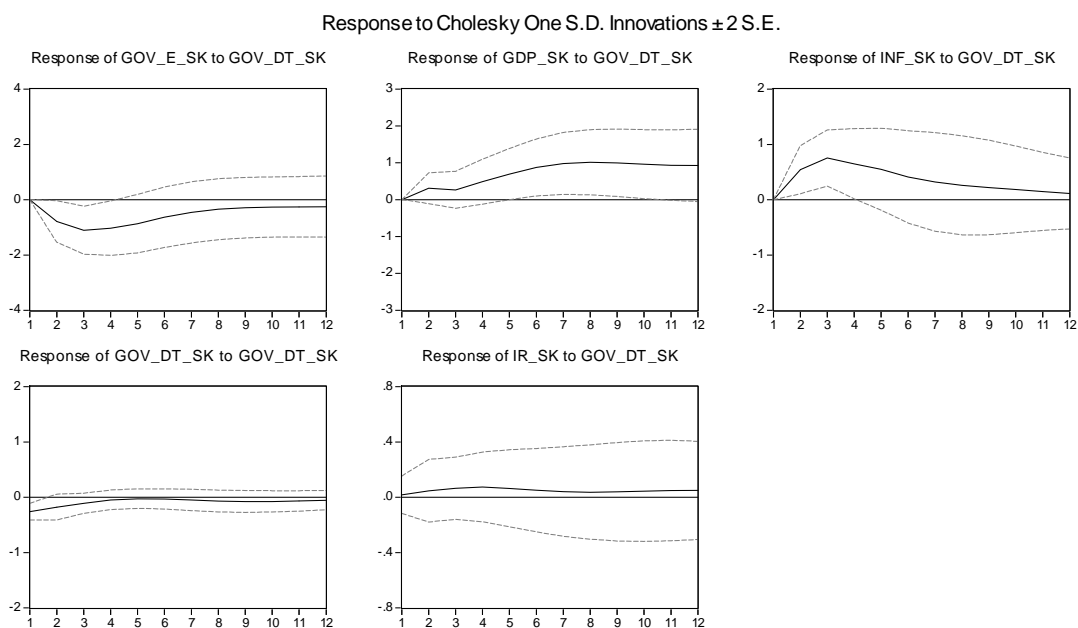 Response to Cholesky One S.D. Innovations ± 2 S.E.
Response of GOV_E_SK to GOV_DT_SK
4
2
0
-2
-4
1 2 3 4 5 6 7 8 9 10 11 12
Response of GDP_SK to GOV_DT_SK
3
2
1
0
-1
-2
-3
1 2 3 4 5 6 7 8 9 10 11 12
Response of INF_SK to GOV_DT_SK
2
1
0
-1
-2
1 2 3 4 5 6 7 8 9 10 11 12
Response of GOV_DT_SK to GOV_DT_SK
2
1
0
-1
-2
1 2 3 4 5 6 7 8 9 10 11 12
Response of IR_SK to GOV_DT_SK
.8
.4
.0
-.4
-.8
1 2 3 4 5 6 7 8 9 10 11 12